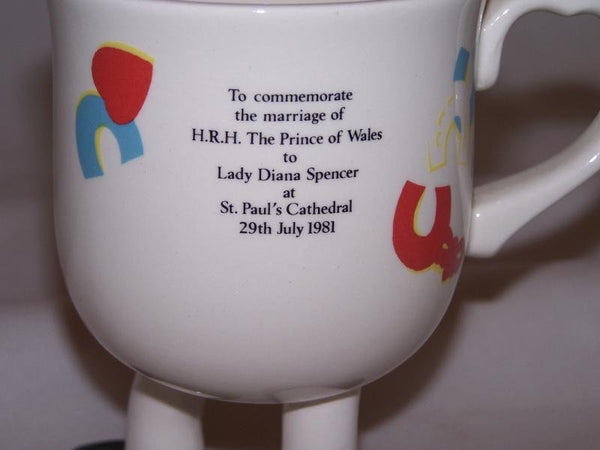 To commemorate
the marriage of
H.R.H. The Prince of Wales
to
Lady Diana Spencer
at
St. Paul's Cathedral
29th July 1981